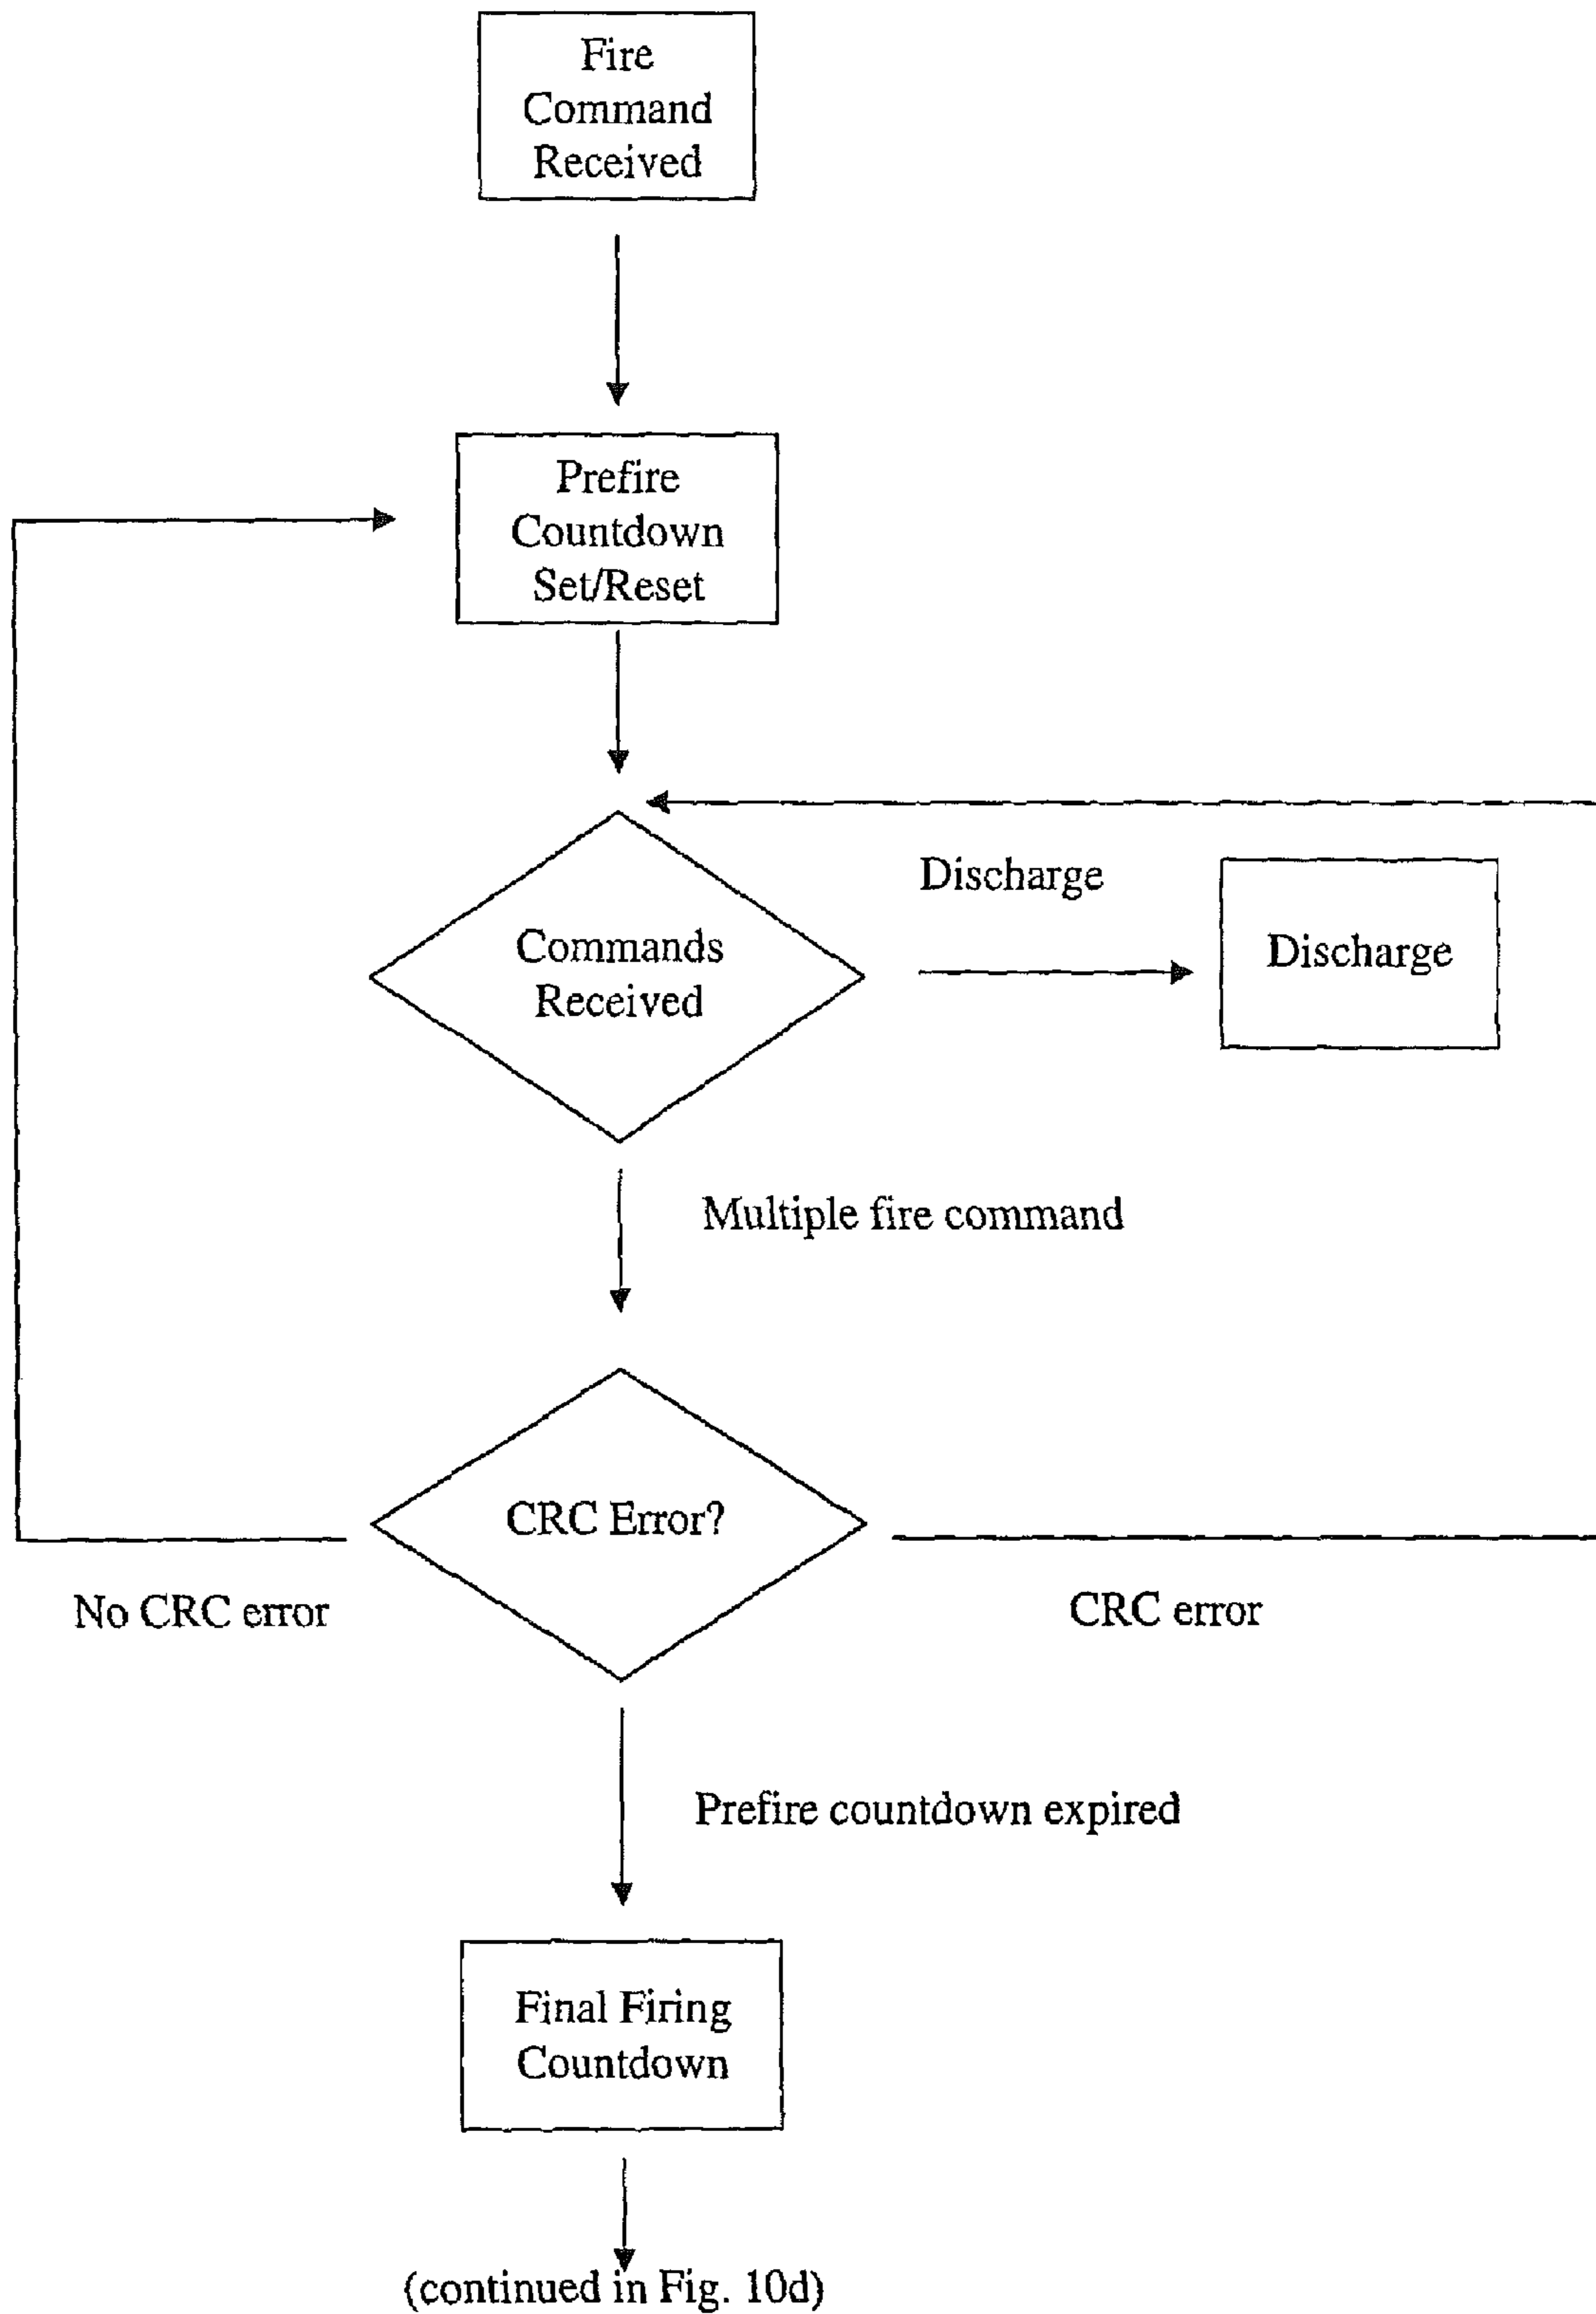 Fire
Command
Received
Prefire
Countdown
Set/Reset
Discharge
Commands
Received
Discharge
Multiple fire command
CRC Error?
No CRC error
CRC error
Prefire countdown expired
Final Firing
Countdown
(continued in Fig. 10d)